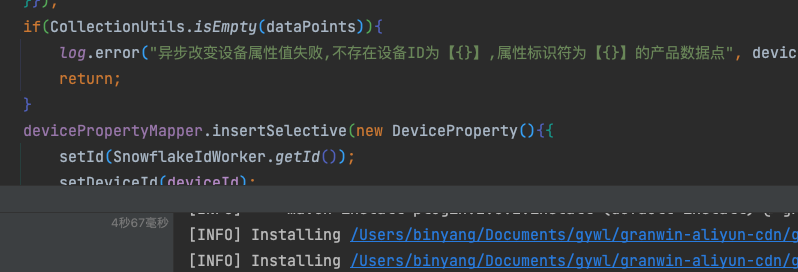 }});
if(CollectionUtils.isEmpty(dataPoints)){
log.error("异步改变设备属性值失败,不存在设备ID为【{}】,属性标识符为【{}】的产品数据点", devic
return;
}
devicePropertyMapper.insertSelective(new DeviceProperty(){{
setId(SnowflakeIdWorker.getId());
setDeviceId(deviceId);
4秒67毫秒
[INFO]
[INFO] Installing /Users/binyang/Documents/gywl/granwin-aliyun-cdn/g
[INFO] Installing /Users/binyang/Documents/gywl/granwin-aliyun-cdn/g